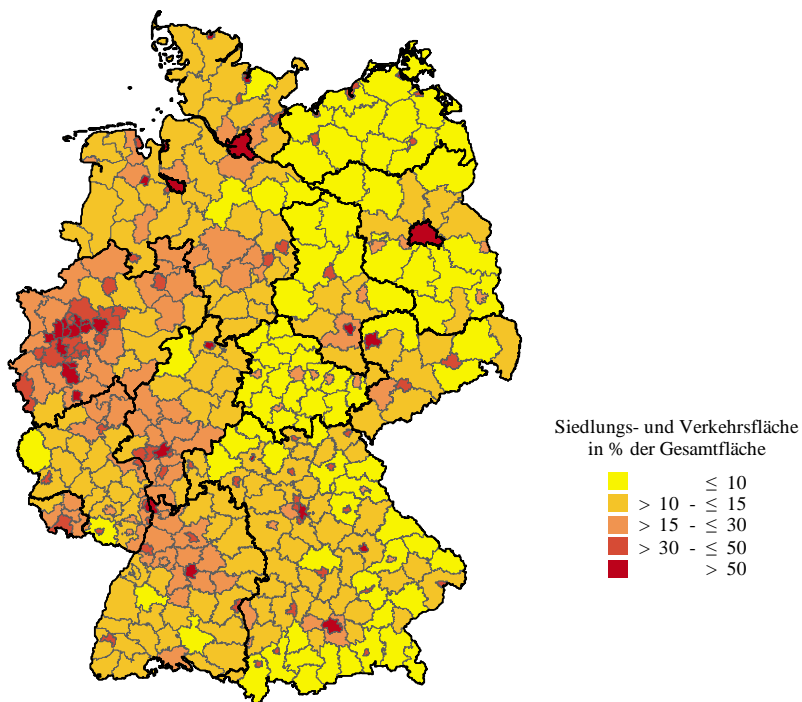 Siedlungs- und Verkehrsfläche
in % der Gesamtfläche
≤ 10
> 10 - ≤ 15
> 15 - ≤ 30
> 30 - ≤ 50
> 50